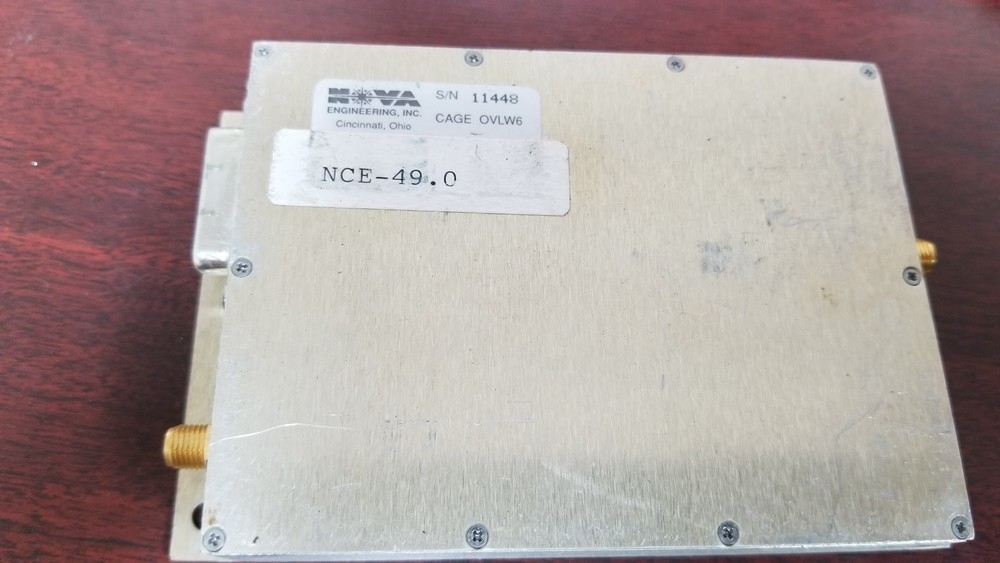 NOVA
ENGINEERING, INC.
Cincinnati, Ohio
S/N 11448
CAGE OVLW6
NCE-49.0